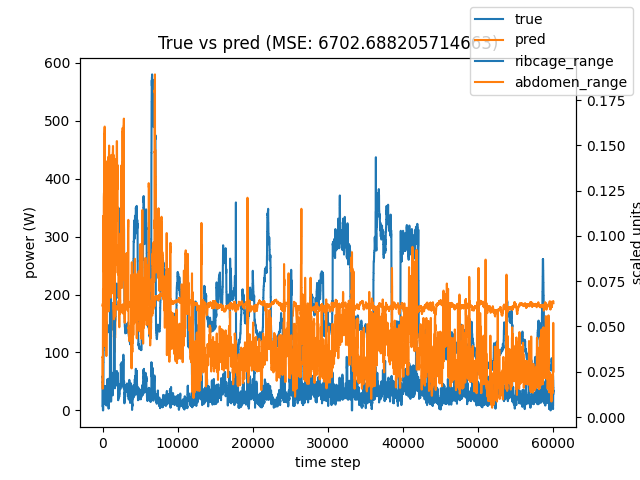 True vs pred (MSE: 6702.688205714663)
true
pred
ribcage_range
abdomen_range
power (W)
600
500
400
300
200
100
0
0.175
0.150
0.125
0.100
0.075
0.050
0.025
0.000
scaled units
0
10000
20000
30000
40000
50000
60000
time step